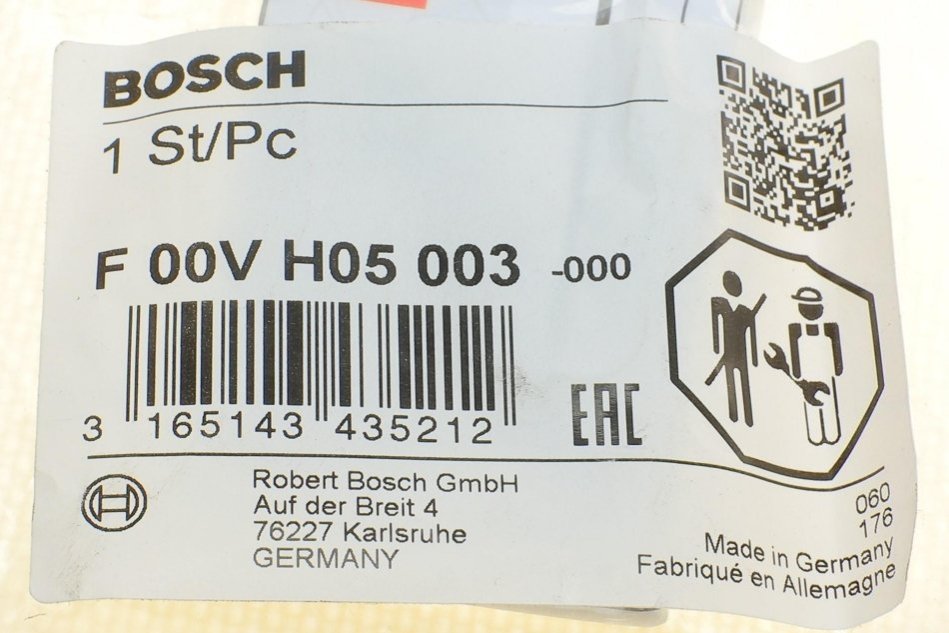 BOSCH
1 St/Pc
F 00V H05 003 -000
3 165143 435212
EAC
Robert Bosch GmbH
Auf der Breit 4
76227 Karlsruhe
GERMANY
060
176
Made in Germany
Fabriqué en Allemagne